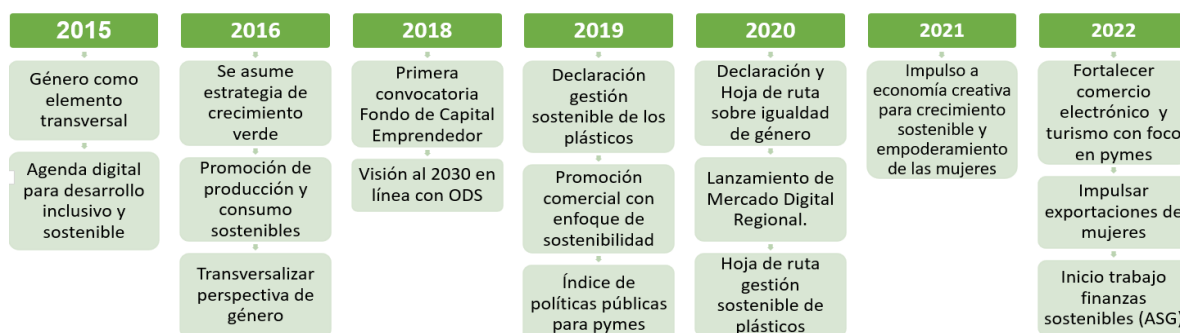 2015
Género como
elemento
transversal
Agenda digital
para desarrollo
inclusivo y
sostenible
2016
Se asume
estrategia de
crecimiento
verde
Promoción de
producción y
consumo
sostenibles
Transversalizar
perspectiva de
género
2018
Primera
convocatoria
Fondo de Capital
Emprendedor
Visión al 2030 en
línea con ODS
2019
Declaración
gestión
sostenible de los
plásticos
Promoción
comercial con
enfoque de
sostenibilidad
Índice de
políticas públicas
para pymes
2020
Declaración y
Hoja de ruta
sobre igualdad
de género
Lanzamiento de
Mercado Digital
Regional.
Hoja de ruta
gestión
sostenible de
plásticos
2021
Impulso a
economía creativa
para crecimiento
sostenible y
empoderamiento
de las mujeres
2022
Fortalecer
comercio
electrónico y
turismo con foco
en pymes
Impulsar
exportaciones de
mujeres
Inicio trabajo
finanzas
sostenibles (ASG)